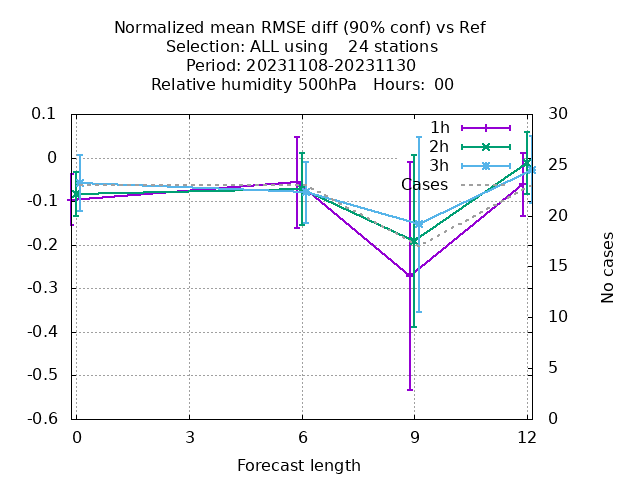 Normalized mean RMSE diff (90% conf) vs Ref
Selection: ALL using    24 stations
Period: 20231108-20231130
Relative humidity 500hPa   Hours:  00
0.1
0
-0.1
-0.2
-0.3
-0.4
-0.5
-0.6
30
25
20
15
10
5
0
1h
2h
3h
Cases
No cases
0
3
6
9
12
Forecast length